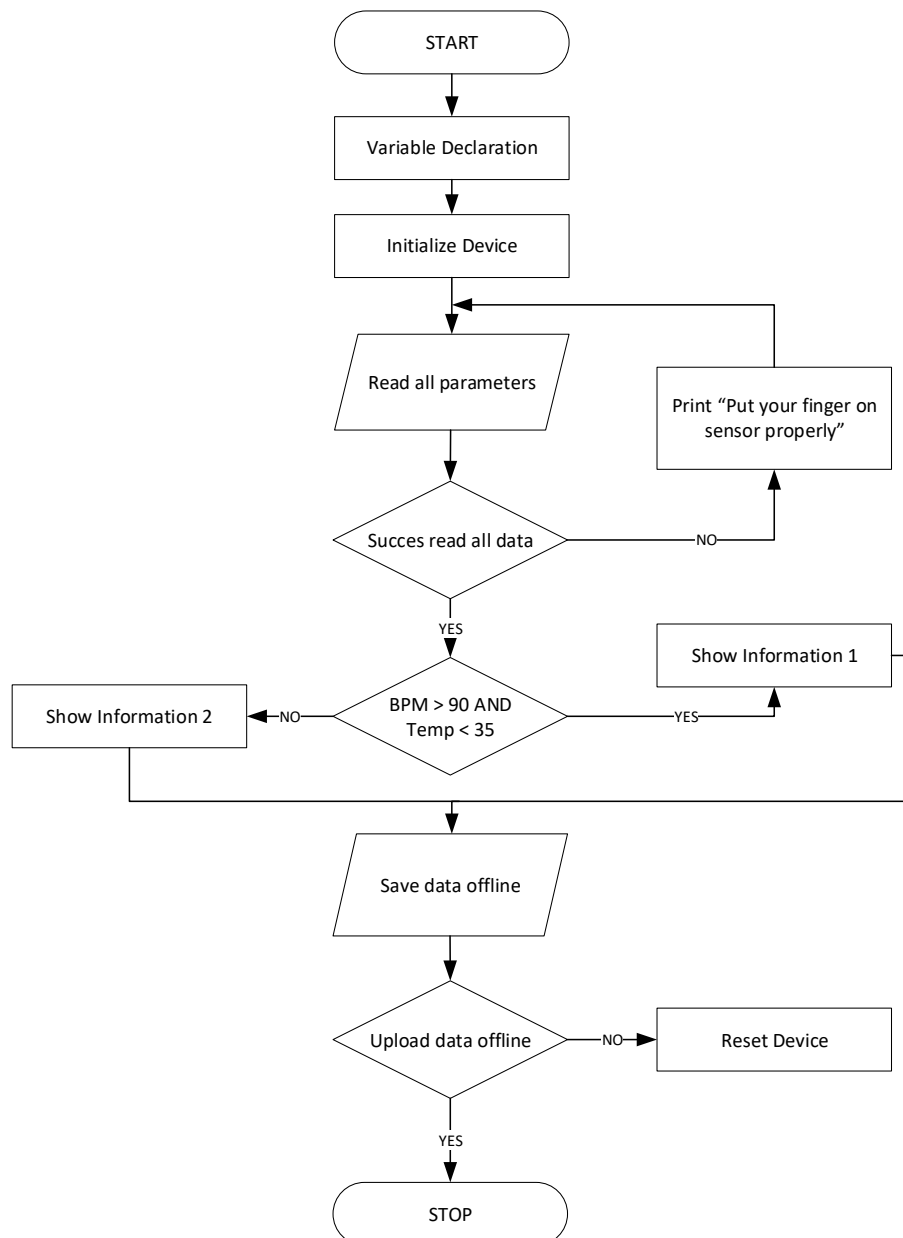 START
Variable Declaration
Initialize Device
Read all parameters
Print “Put your finger on
sensor properly”
Succes read all data
NO
YES
Show Information 1
Show Information 2
NO
BPM > 90 AND
Temp < 35
YES
Save data offline
Upload data offline
NO
Reset Device
YES
STOP